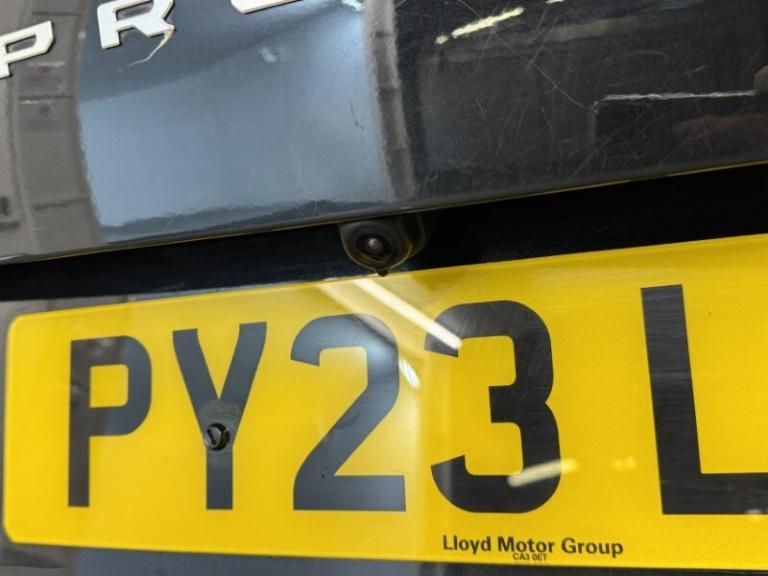 PR
PY23 L
Lloyd Motor Group
CA3 0ET